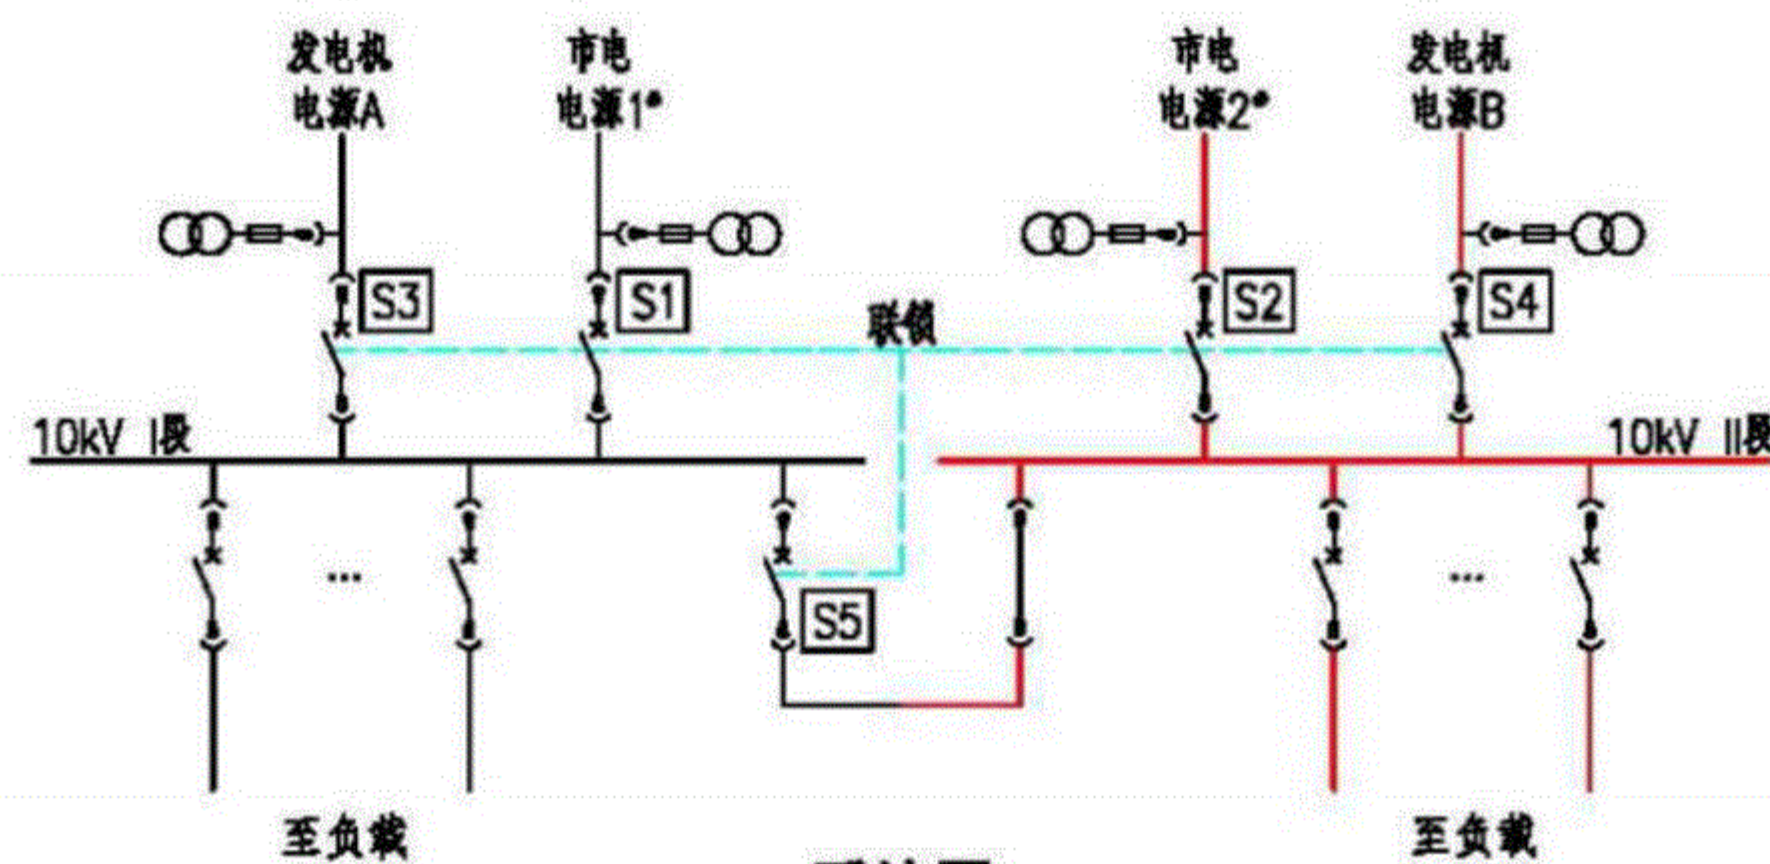 发电机
电源A
市电
电源1#
市电
电源2#
发电机
电源B
S3
S1
联锁
S2
S4
10kV I段
10kV II段
...
S5
...
至负载
至负载